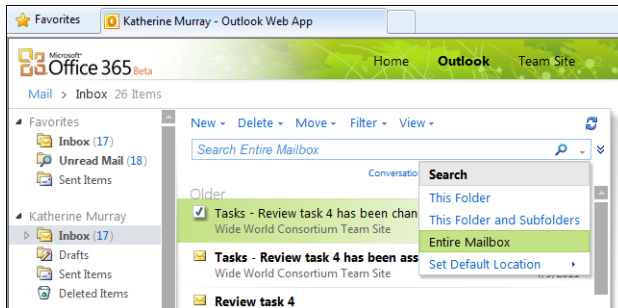 Favorites
Katherine Murray - Outlook Web App
Microsoft®
Office 365 Beta
Home Outlook Team Site
Mail > Inbox 26 Items
Favorites
Inbox (17)
Unread Mail (18)
Sent Items
Katherine Murray
Inbox (17)
Drafts
Sent Items
Deleted Items
New Delete Move Filter View
Search Entire Mailbox
Conversatio
Older
Tasks - Review task 4 has been chan
Wide World Consortium Team Site
Tasks - Review task 4 has been ass
Wide World Consortium Team Site
Review task 4
Search
This Folder
This Folder and Subfolders
Entire Mailbox
Set Default Location